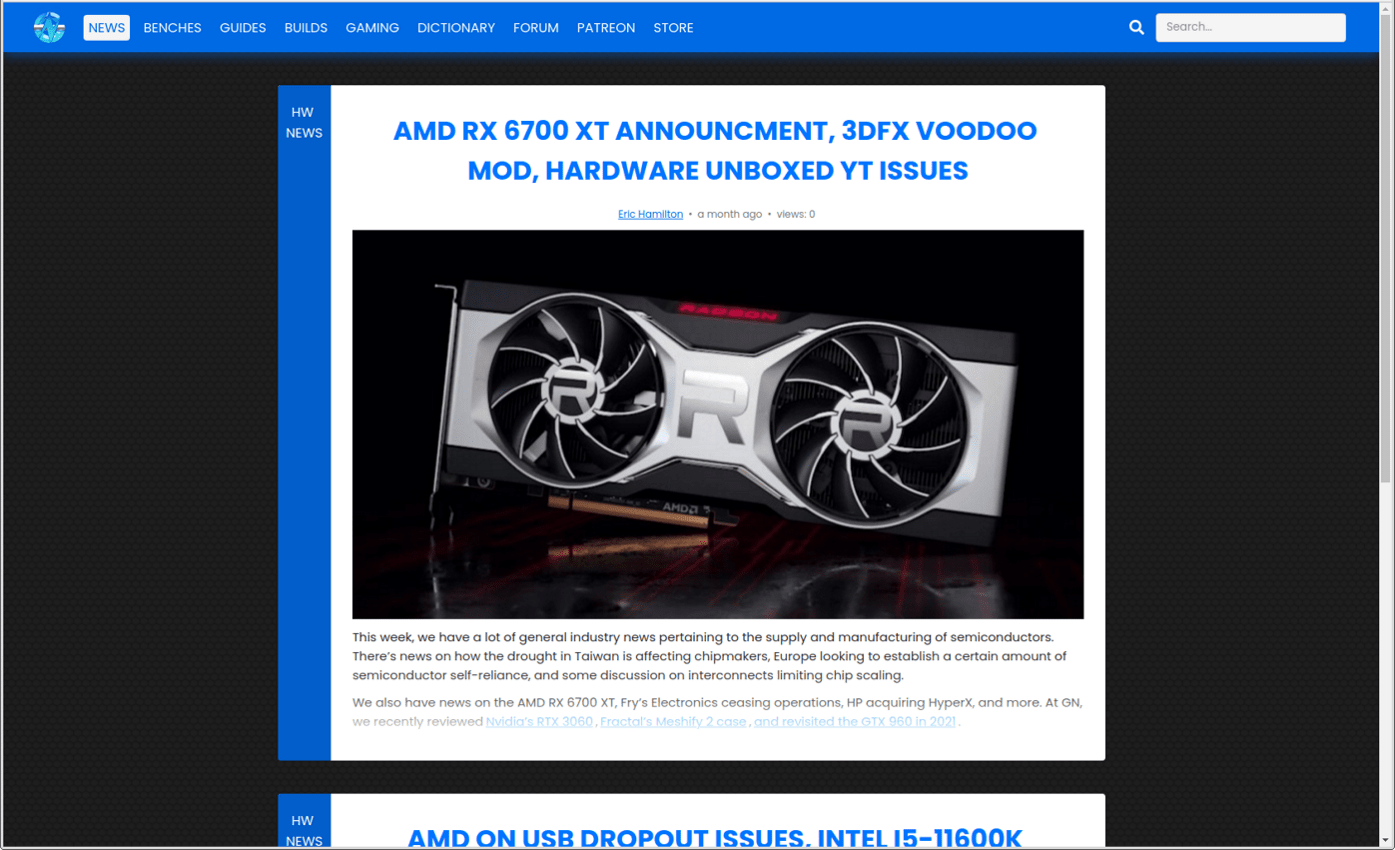 NEWS BENCHES GUIDES BUILDS GAMING DICTIONARY FORUM PATREON STORE Search...
HW
NEWS
AMD RX 6700 XT ANNOUNCMENT, 3DFX VOODOO
MOD, HARDWARE UNBOXED YT ISSUES
Eric Hamilton • a month ago • views: 0
RADEON
R
R
R
AMD
This week, we have a lot of general industry news pertaining to the supply and manufacturing of semiconductors.
There's news on how the drought in Taiwan is affecting chipmakers, Europe looking to establish a certain amount of
semiconductor self-reliance, and some discussion on interconnects limiting chip scaling.
We also have news on the AMD RX 6700 XT, Fry's Electronics ceasing operations, HP acquiring HyperX, and more. At GN,
we recently reviewed Nvidia's RTX 3060, Fractal's Meshify 2 case, and revisited the GTX 960 in 2021.
HW
NEWS
AMD ON USB DROPOUT ISSUES, INTEL I5-11600K